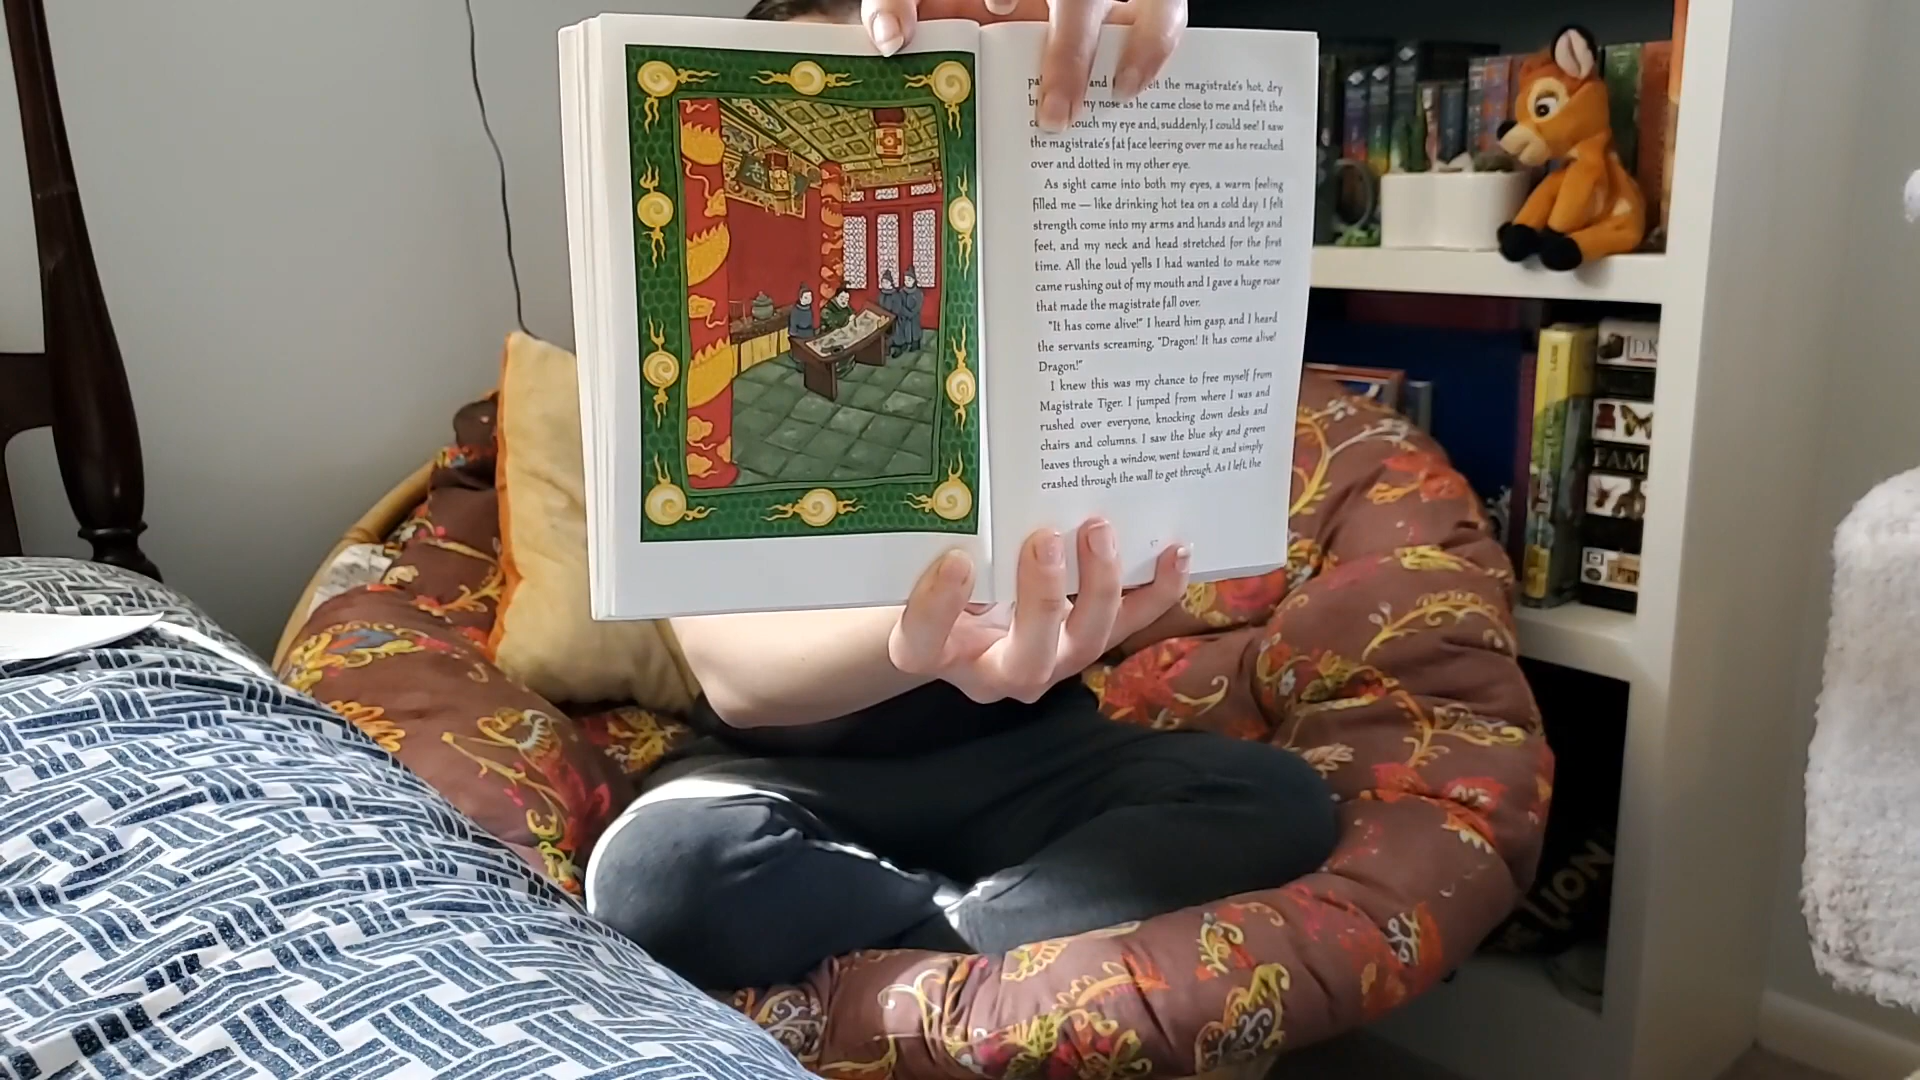 and felt the magistrate's hot, dry
my nose as he came close to me and felt the
touch my eye and, suddenly, I could see! I saw
the magistrate's fat face leering over me as he reached
over and dotted in my other eye.
As sight came into both my eyes, a warm feeling
filled me — like drinking hot tea on a cold day. I felt
strength come into my arms and hands and legs and
feet, and my neck and head stretched for the first
time. All the loud yells I had wanted to make now
came rushing out of my mouth and I gave a huge roar
that made the magistrate fall over.
"It has come alive!" I heard him gasp, and I heard
the servants screaming, "Dragon! It has come alive!
Dragon!"
I knew this was my chance to free myself from
Magistrate Tiger. I jumped from where I was and
rushed over everyone, knocking down desks and
chairs and columns. I saw the blue sky and green
leaves through a window, went toward it, and simply
crashed through the wall to get through. As I left, the
57
DK
FAM
LION